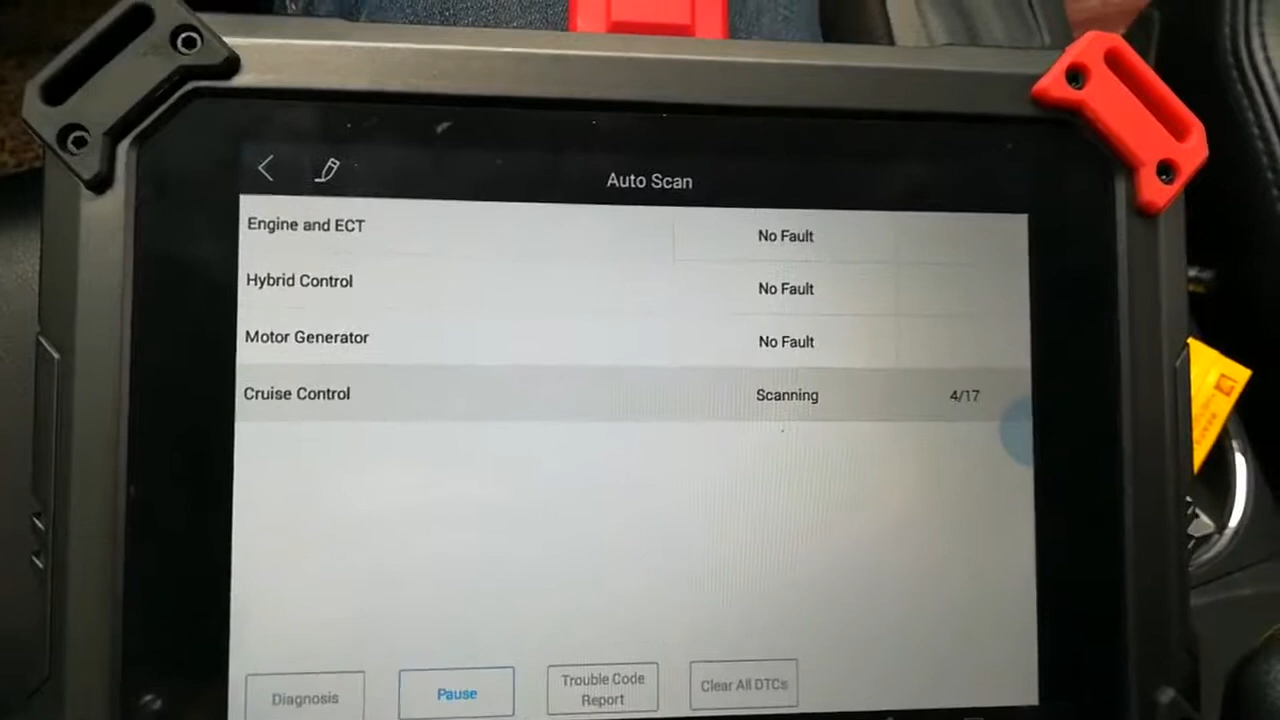 Auto Scan
Engine and ECT No Fault
Hybrid Control No Fault
Motor Generator No Fault
Cruise Control Scanning 4/17
Diagnosis
Pause
Trouble Code
Report
Clear All DTCs